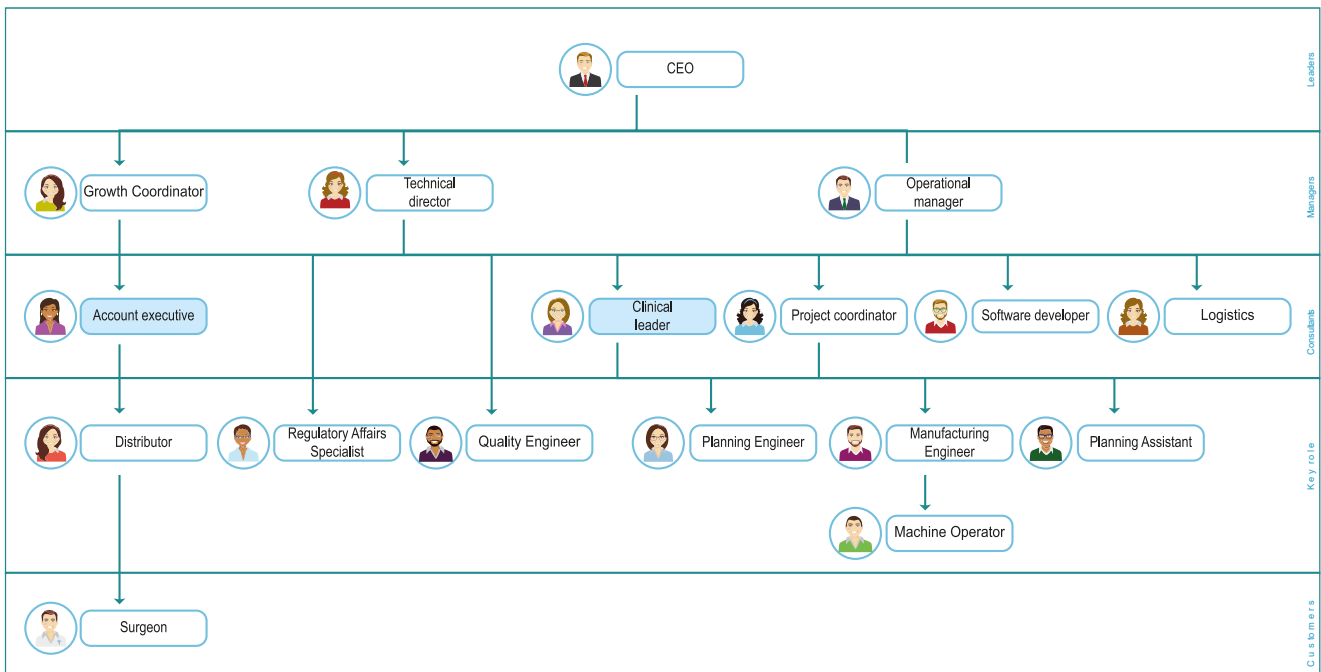 CEO
Leaders
Growth Coordinator
Technical
director
Operational
manager
Managers
Account executive
Clinical
leader
Project coordinator
Software developer
Logistics
Consultants
Distributor
Regulatory Affairs
Specialist
Quality Engineer
Planning Engineer
Manufacturing
Engineer
Planning Assistant
Key role
Machine Operator
Surgeon
Customers